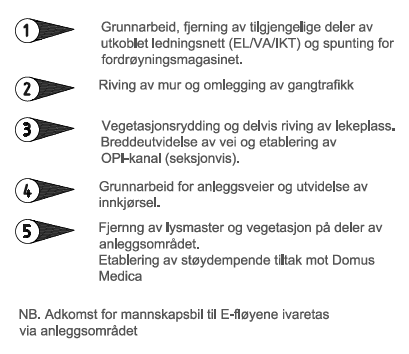 1 Grunnarbeid, fjerning av tilgjengelige deler av
utkoblet ledningsnett (EL/VA/IKT) og spunting for
fordrøyningsmagasinet.
2 Riving av mur og omlegging av gangtrafikk
3 Vegetasjonsrydding og delvis riving av lekeplass.
Breddeutvidelse av vei og etablering av
OPI-kanal (seksjonvis).
4 Grunnarbeid for anleggsveier og utvidelse av
innkjørsel.
5 Fjernng av lysmaster og vegetasjon på deler av
anleggsområdet.
Etablering av støydempende tiltak mot Domus
Medica
NB. Adkomst for mannskapsbil til E-fløyene ivaretas
via anleggsområdet